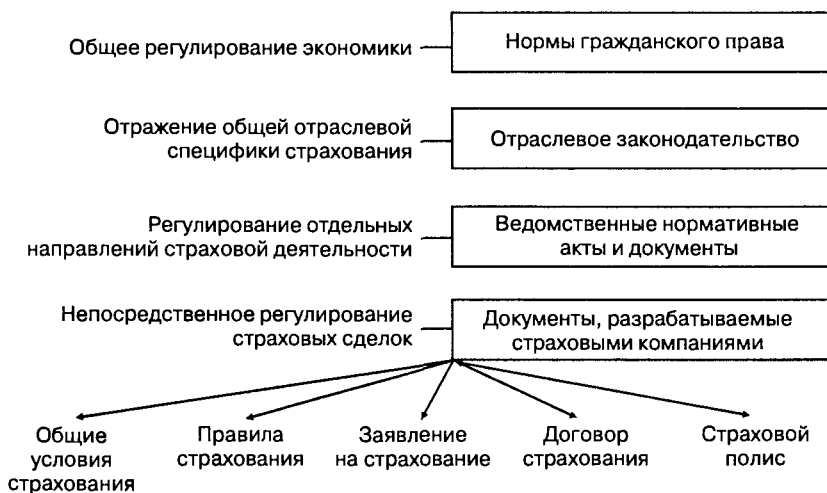 Общее регулирование экономики
Нормы гражданского права
Отражение общей отраслевой
специфики страхования
Отраслевое законодательство
Регулирование отдельных
направлений страховой деятельности
Ведомственные нормативные
акты и документы
Непосредственное регулирование
страховых сделок
Документы, разрабатываемые
страховыми компаниями
Общие
условия
страхования
Правила
страхования
Заявление
на страхование
Договор
страхования
Страховой
полис